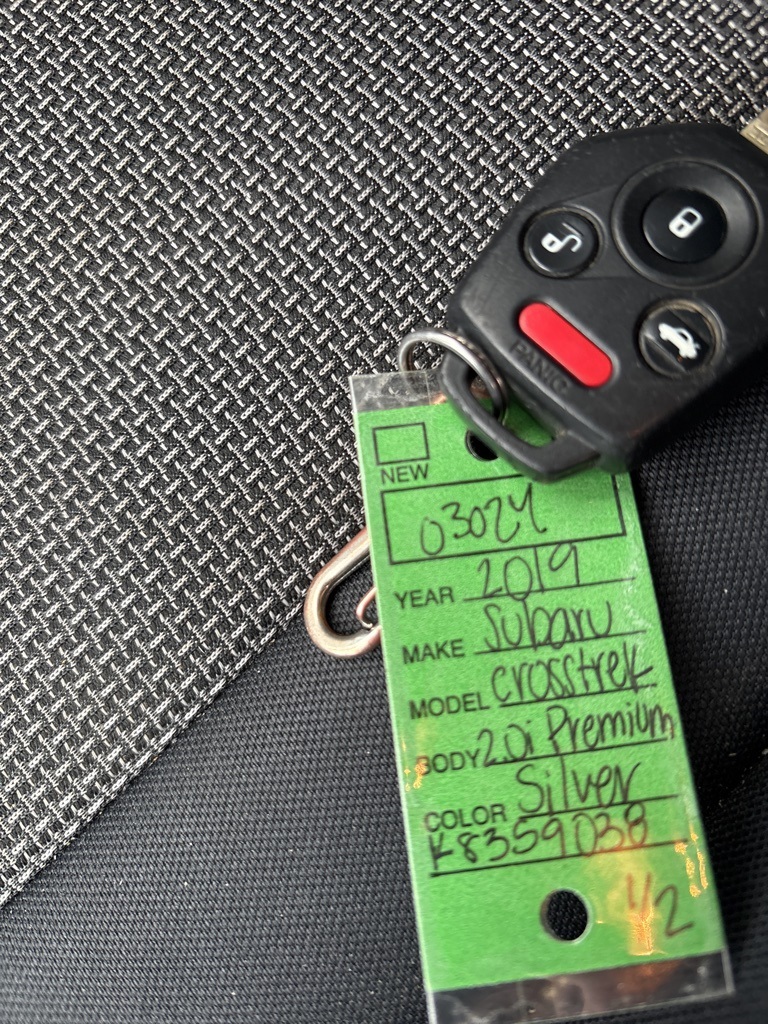 PANIC
NEW
03024
YEAR 2019
MAKE Subaru
MODEL crosstrek
BODY 2.0i Premium
COLOR Silver
K8359038
1/2